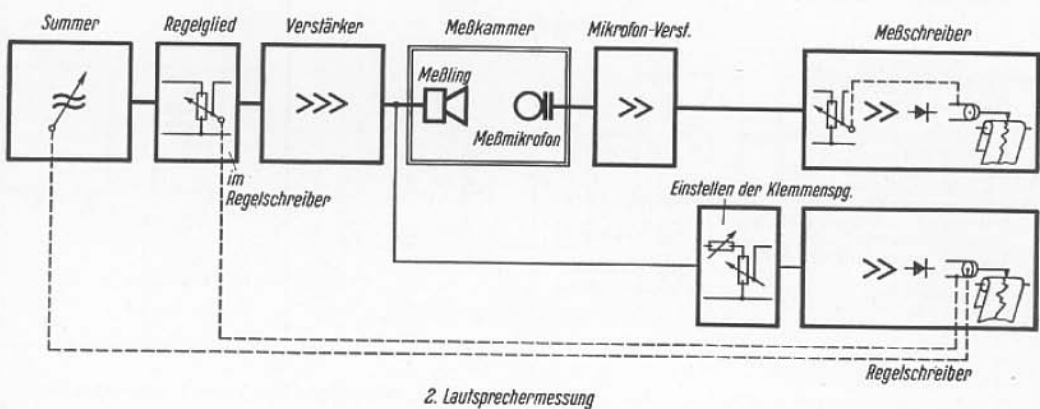 Summer
Regelglied
Verstärker
Meßkammer
Mikrofon-Verst.
Meßschreiber
Meßling
Meßmikrofon
im
Regelschreiber
Einstellen der Klemmenspg.
Regelschreiber
2. Lautsprechermessung